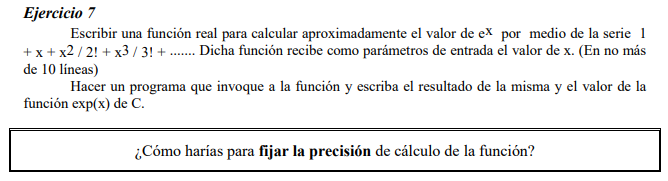 Ejercicio 7
Escribir una función real para calcular aproximadamente el valor de ex por medio de la serie 1
+ x + x2 / 2! + x3 / 3! + ....... Dicha función recibe como parámetros de entrada el valor de x. (En no más
de 10 líneas)
Hacer un programa que invoque a la función y escriba el resultado de la misma y el valor de la
función exp(x) de C.
¿Cómo harías para fijar la precisión de cálculo de la función?